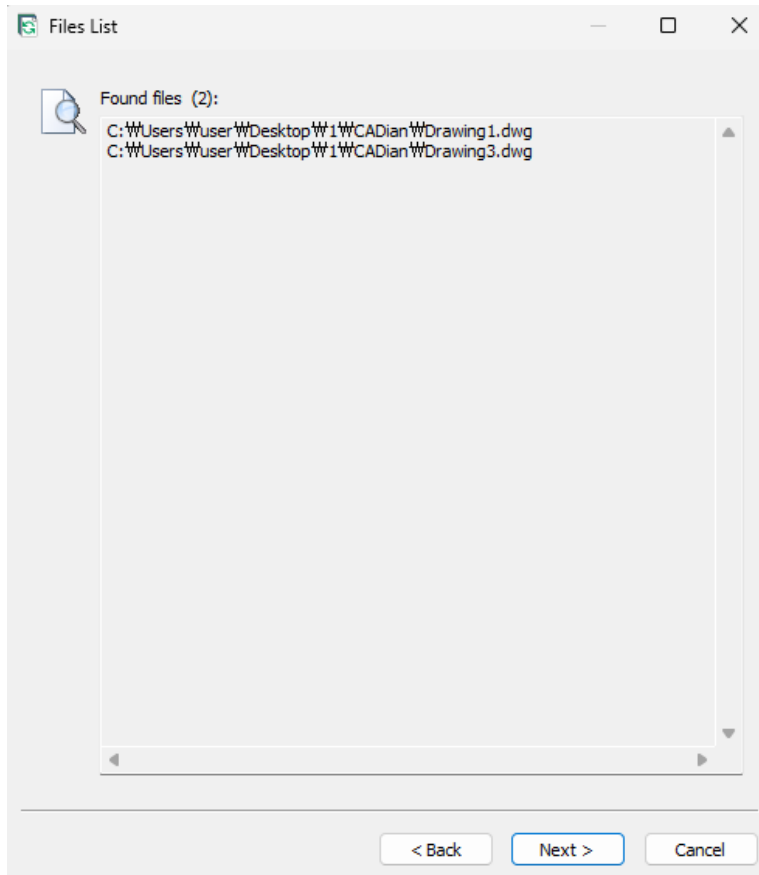 Files List
Found files (2):
C:₩Users₩user₩Desktop₩1₩CADian₩Drawing1.dwg
C:₩Users₩user₩Desktop₩1₩CADian₩Drawing3.dwg
< Back
Next >
Cancel